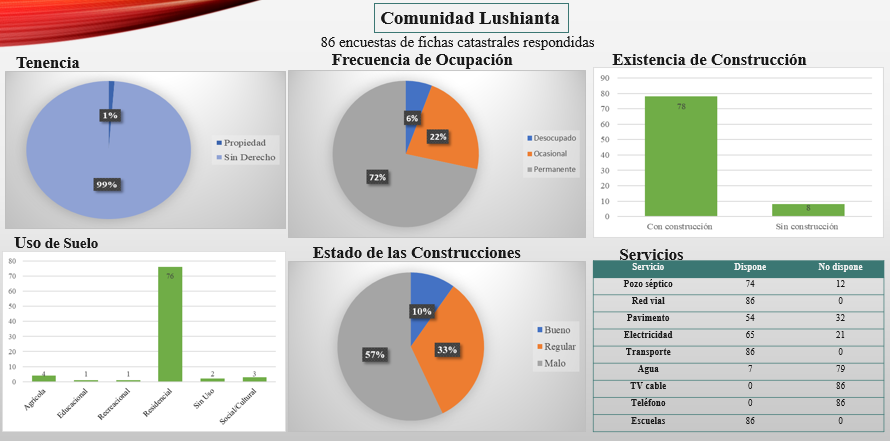 Comunidad Lushianta
86 encuestas de fichas catastrales respondidas
Tenencia
1%
99%
Propiedad
Sin Derecho
Frecuencia de Ocupación
6%
22%
72%
Desocupado
Ocasional
Permanente
Existencia de Construcción
90
80
70
60
50
40
30
20
10
0
78
8
Con construcción
Sin construcción
Uso de Suelo
80
70
60
50
40
30
20
10
0
4
1
1
76
2
3
Agrícola
Educacional
Recreacional
Residencial
Sin Uso
Social/Cultural
Estado de las Construcciones
10%
33%
57%
Bueno
Regular
Malo
Servicios
Servicio Dispone No dispone
Pozo séptico 74 12
Red vial 86 0
Pavimento 54 32
Electricidad 65 21
Transporte 86 0
Agua 7 79
TV cable 0 86
Teléfono 0 86
Escuelas 86 0